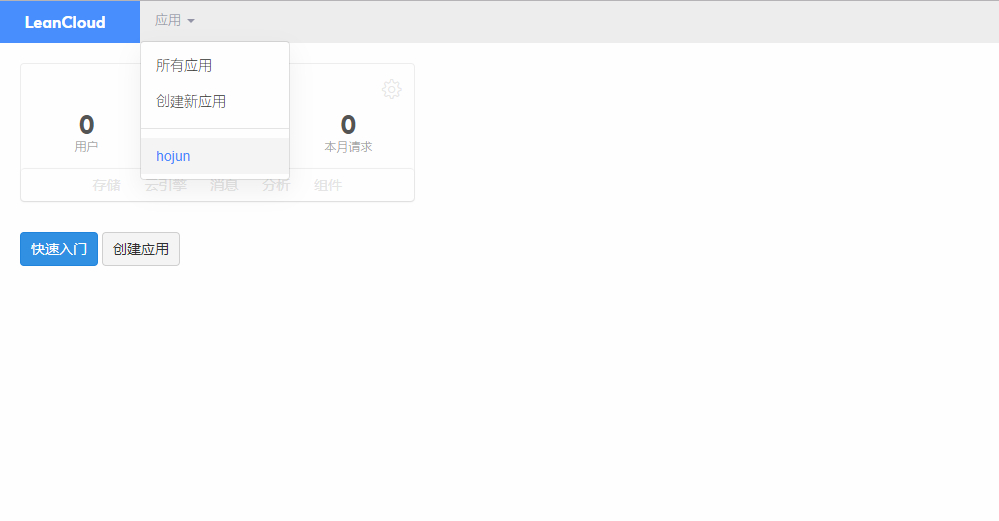 LeanCloud
应用
所有应用
创建新应用
hojun
0
用户
0
本月请求
存储 云引擎 消息 分析 组件
快速入门 创建应用